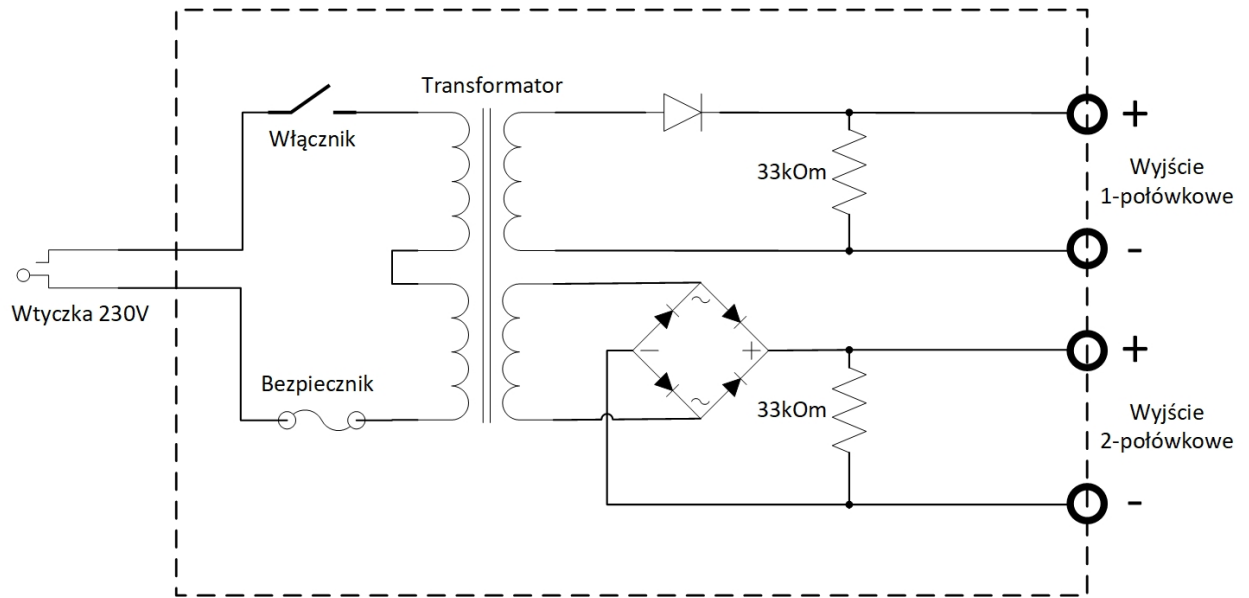 Transformator
Włącznik
33kOm
+
Wyjście
1-połówkowe
-
Wtyczka 230V
Bezpiecznik
~
- +
~
33kOm
+
Wyjście
2-połówkowe
-